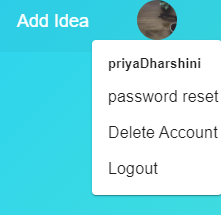 Add Idea
priyaDharshini
password reset
Delete Account
Logout